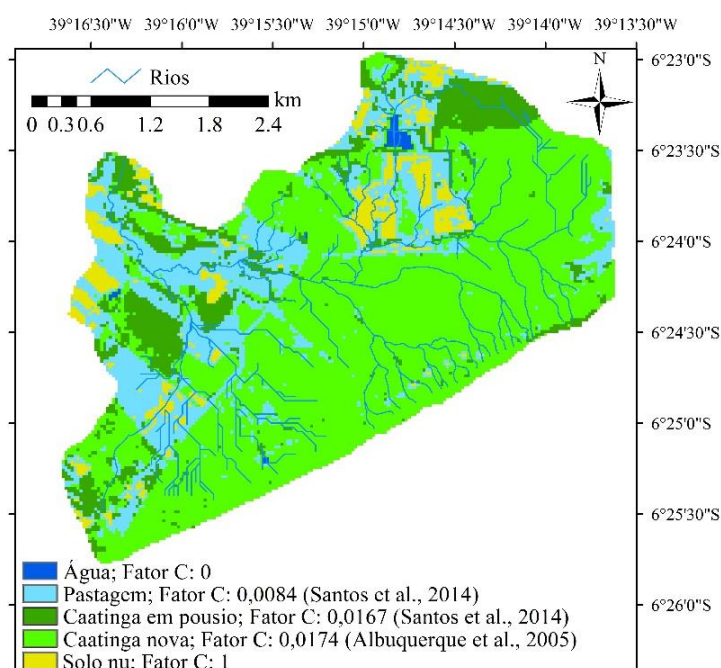 39°16'30"W 39°16'0"W 39°15'30"W 39°15'0"W 39°14'30"W 39°14'0"W 39°13'30"W
6°23'0"S
N
Rios
km
0 0.3 0.6 1.2 1.8 2.4
6°23'30"S
6°24'0"S
6°24'30"S
6°25'0"S
6°25'30"S
Água; Fator C: 0
Pastagem; Fator C: 0,0084 (Santos et al., 2014)
Caatinga em pousio; Fator C: 0,0167 (Santos et al., 2014)
6°26'0"S
Caatinga nova; Fator C: 0,0174 (Albuquerque et al., 2005)
Solo nu; Fator C: 1